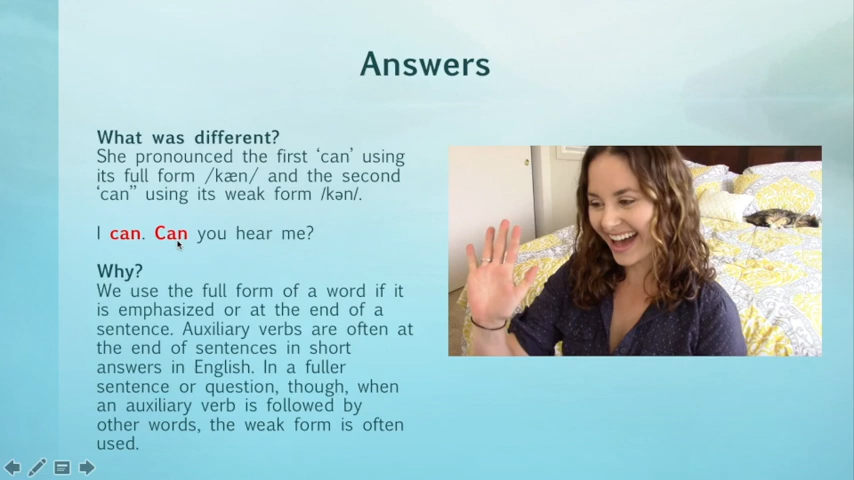 Answers
What was different?
She pronounced the first ‘can’ using
its full form /kæn/ and the second
‘can” using its weak form /kən/.
I can. Can you hear me?
Why?
We use the full form of a word if it
is emphasized or at the end of a
sentence. Auxiliary verbs are often at
the end of sentences in short
answers in English. In a fuller
sentence or question, though, when
an auxiliary verb is followed by
other words, the weak form is often
used.